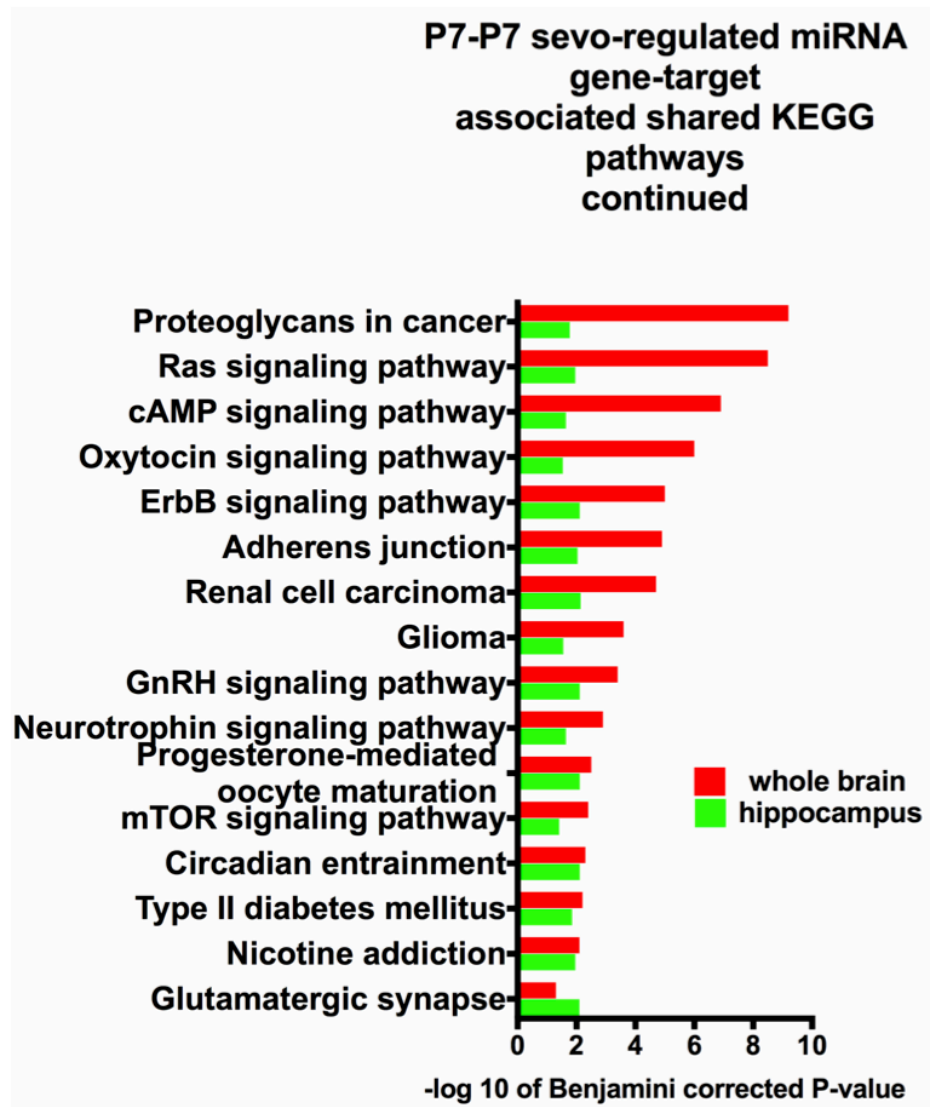 P7-P7 sevo-regulated miRNA
gene-target
associated shared KEGG
pathways
continued
Proteoglycans in cancer
Ras signaling pathway
cAMP signaling pathway
Oxytocin signaling pathway
ErbB signaling pathway
Adherens junction
Renal cell carcinoma
Glioma
GnRH signaling pathway
Neurotrophin signaling pathway
Progesterone-mediated
oocyte maturation
mTOR signaling pathway
Circadian entrainment
Type II diabetes mellitus
Nicotine addiction
Glutamatergic synapse
whole brain
hippocampus
0 2 4 6 8 10
-log 10 of Benjamini corrected P-value